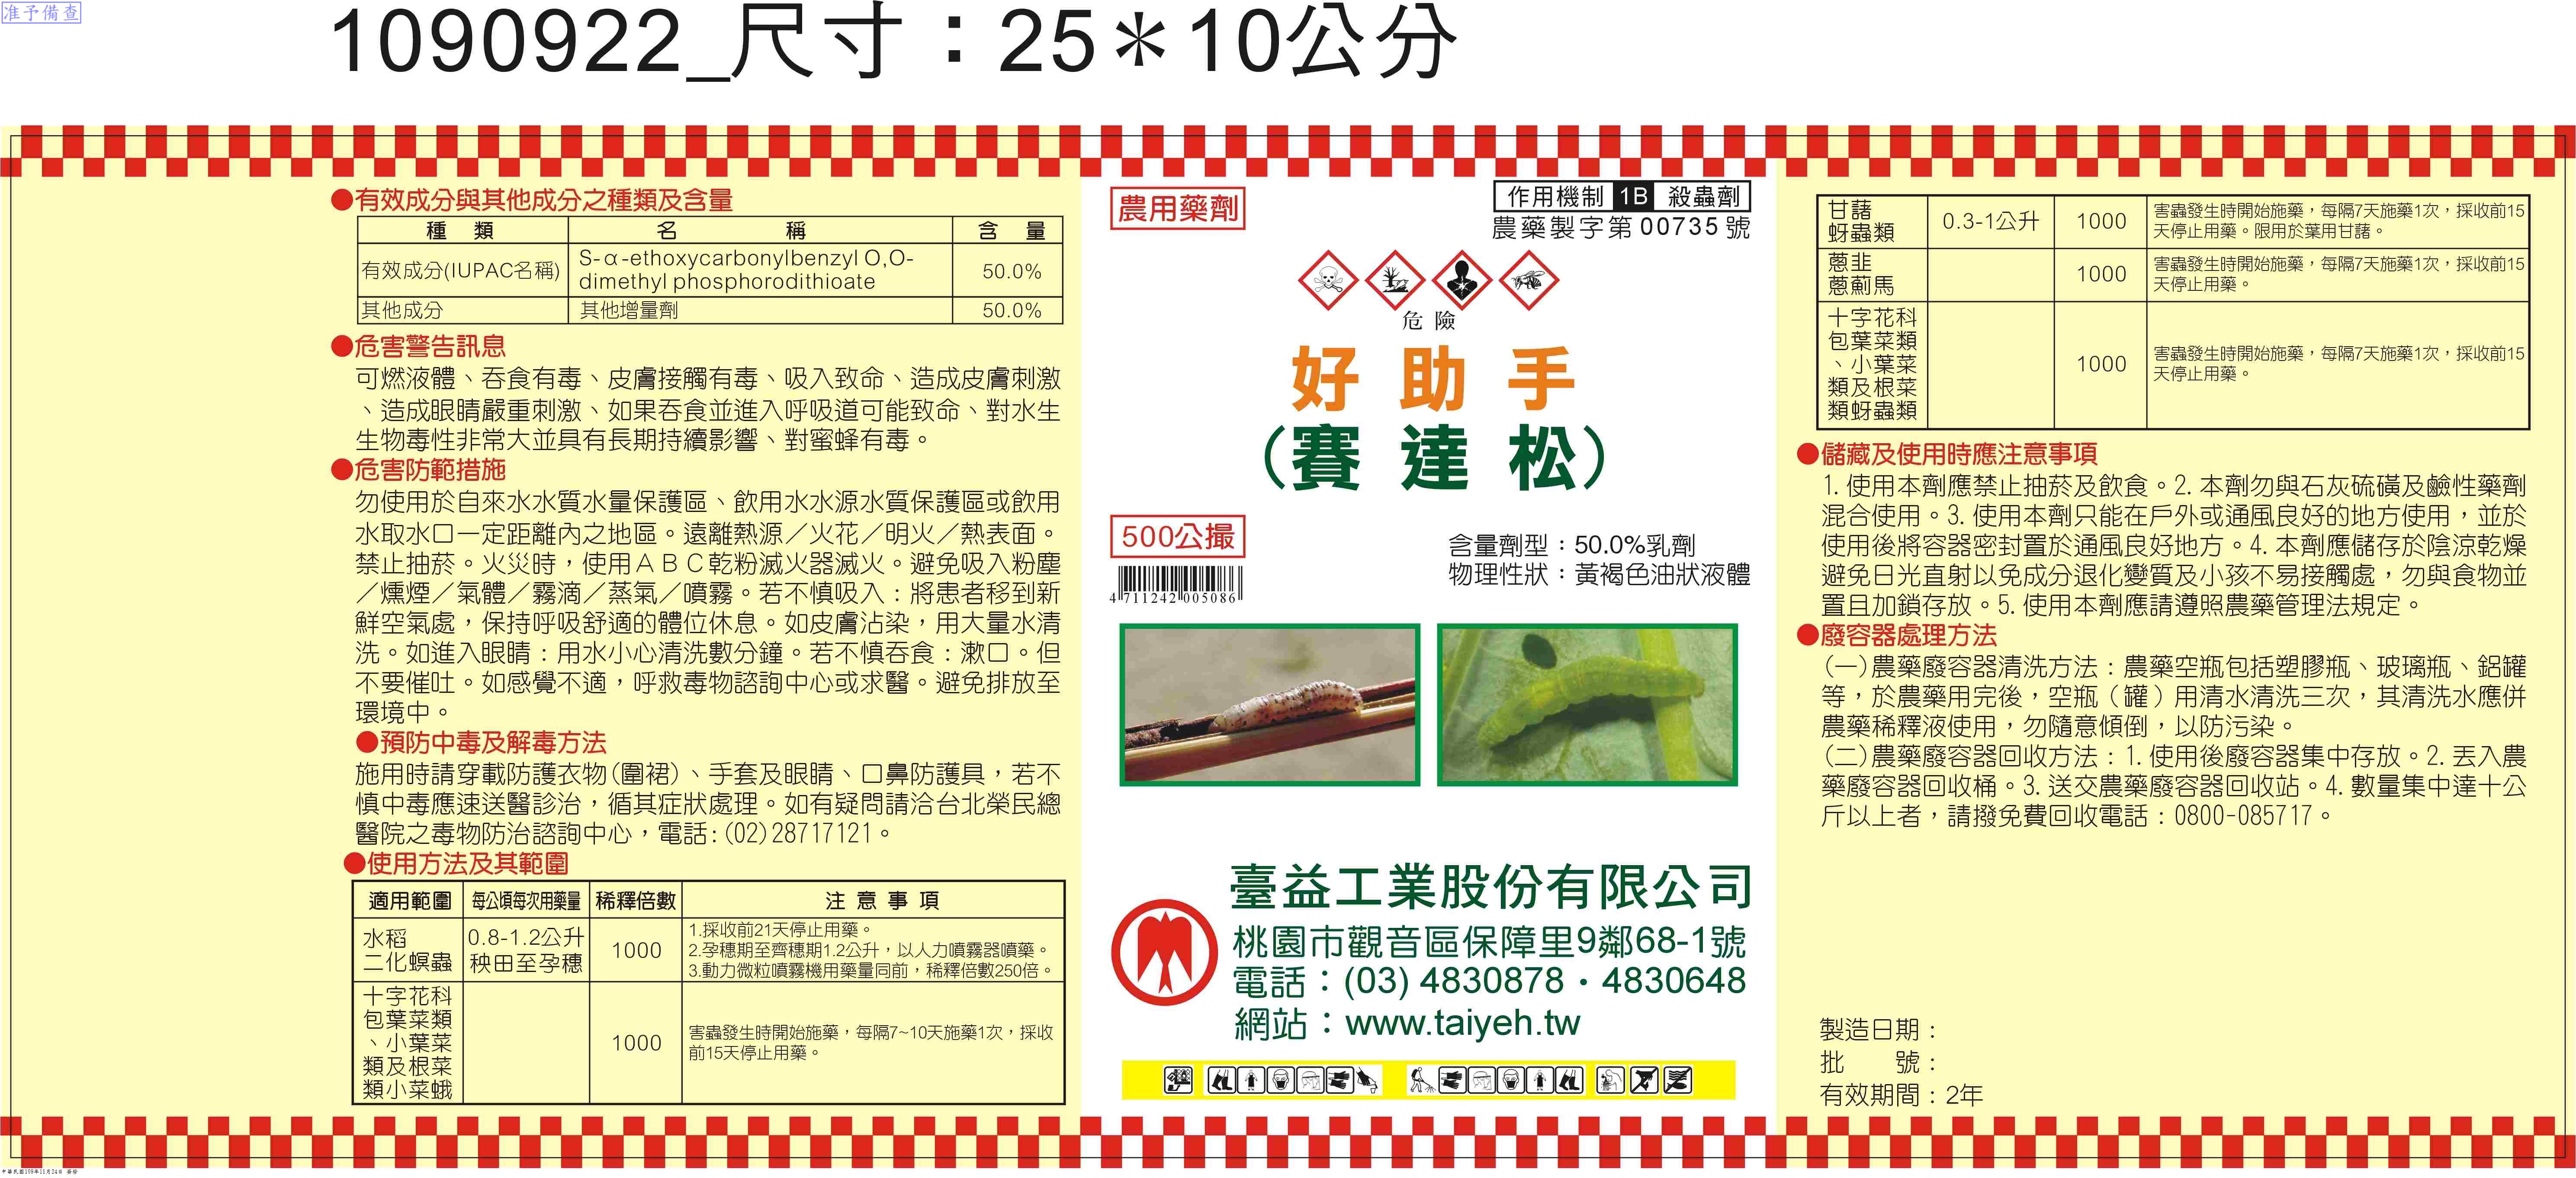 准予備查
1090922_尺寸：25＊10公分
●有效成分與其他成分之種類及含量
種 類 名 稱 含 量
有效成分(IUPAC名稱) S-α-ethoxycarbonylbenzyl O,O-dimethyl phosphorodithioate 50.0%
其他成分 其他增量劑 50.0%
●危害警告訊息
可燃液體、吞食有毒、皮膚接觸有毒、吸入致命、造成皮膚刺激
、造成眼睛嚴重刺激、如果吞食並進入呼吸道可能致命、對水生
生物毒性非常大並具有長期持續影響、對蜜蜂有毒。
●危害防範措施
勿使用於自來水水質水量保護區、飲用水水源水質保護區或飲用
水取水口一定距離內之地區。遠離熱源／火花／明火／熱表面。
禁止抽菸。火災時，使用ＡＢＣ乾粉滅火器滅火。避免吸入粉塵
／燻煙／氣體／霧滴／蒸氣／噴霧。若不慎吸入：將患者移到新
鮮空氣處，保持呼吸舒適的體位休息。如皮膚沾染，用大量水清
洗。如進入眼睛：用水小心清洗數分鐘。若不慎吞食：漱口。但
不要催吐。如感覺不適，呼救毒物諮詢中心或求醫。避免排放至
環境中。
●預防中毒及解毒方法
施用時請穿載防護衣物(圍裙)、手套及眼睛、口鼻防護具，若不
慎中毒應速送醫診治，循其症狀處理。如有疑問請洽台北榮民總
醫院之毒物防治諮詢中心，電話:(02)28717121。
●使用方法及其範圍
適用範圍 每公頃每次用藥量 稀釋倍數 注 意 事 項
水稻
二化螟蟲
0.8-1.2公升
秧田至孕穗
1000
1.採收前21天停止用藥。
2.孕穗期至齊穗期1.2公升，以人力噴霧器噴藥。
3.動力微粒噴霧機用藥量同前，稀釋倍數250倍。
十字花科
包葉菜類
、小葉菜
類及根菜
類小菜蛾
1000
害蟲發生時開始施藥，每隔7~10天施藥1次，採收
前15天停止用藥。
農用藥劑
作用機制 1B 殺蟲劑
農藥製字第00735號
危險
好助手
（賽達松）
500公撮
4 711242 005086
含量劑型：50.0%乳劑
物理性狀：黃褐色油狀液體
臺益工業股份有限公司
桃園市觀音區保障里9鄰68-1號
電話：(03) 4830878・4830648
網站：www.taiyeh.tw
甘藷
蚜蟲類
0.3-1公升
1000
害蟲發生時開始施藥，每隔7天施藥1次，採收前15
天停止用藥。限用於葉用甘藷。
蔥韭
蔥薊馬
1000
害蟲發生時開始施藥，每隔7天施藥1次，採收前15
天停止用藥。
十字花科
包葉菜類
、小葉菜
類及根菜
類蚜蟲類
1000
害蟲發生時開始施藥，每隔7天施藥1次，採收前15
天停止用藥。
●儲藏及使用時應注意事項
1.使用本劑應禁止抽菸及飲食。2.本劑勿與石灰硫磺及鹼性藥劑
混合使用。3.使用本劑只能在戶外或通風良好的地方使用，並於
使用後將容器密封置於通風良好地方。4.本劑應儲存於陰涼乾燥
避免日光直射以免成分退化變質及小孩不易接觸處，勿與食物並
置且加鎖存放。5.使用本劑應請遵照農藥管理法規定。
●廢容器處理方法
(一)農藥廢容器清洗方法：農藥空瓶包括塑膠瓶、玻璃瓶、鋁罐
等，於農藥用完後，空瓶（罐）用清水清洗三次，其清洗水應併
農藥稀釋液使用，勿隨意傾倒，以防污染。
(二)農藥廢容器回收方法：1.使用後廢容器集中存放。2.丟入農
藥廢容器回收桶。3.送交農藥廢容器回收站。4.數量集中達十公
斤以上者，請撥免費回收電話：0800-085717。
製造日期：
批 號：
有效期間：2年
中華民國109年11月24日